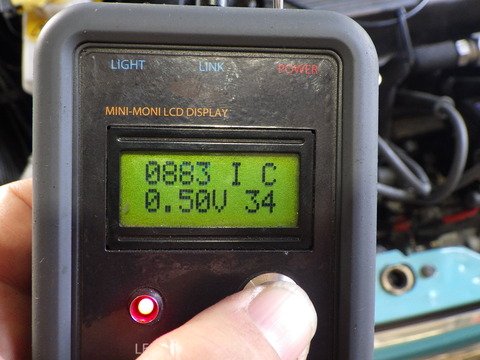 LIGHT LINK POWER
MINI-MONI LCD DISPLAY
0883 I C
0.50V 34